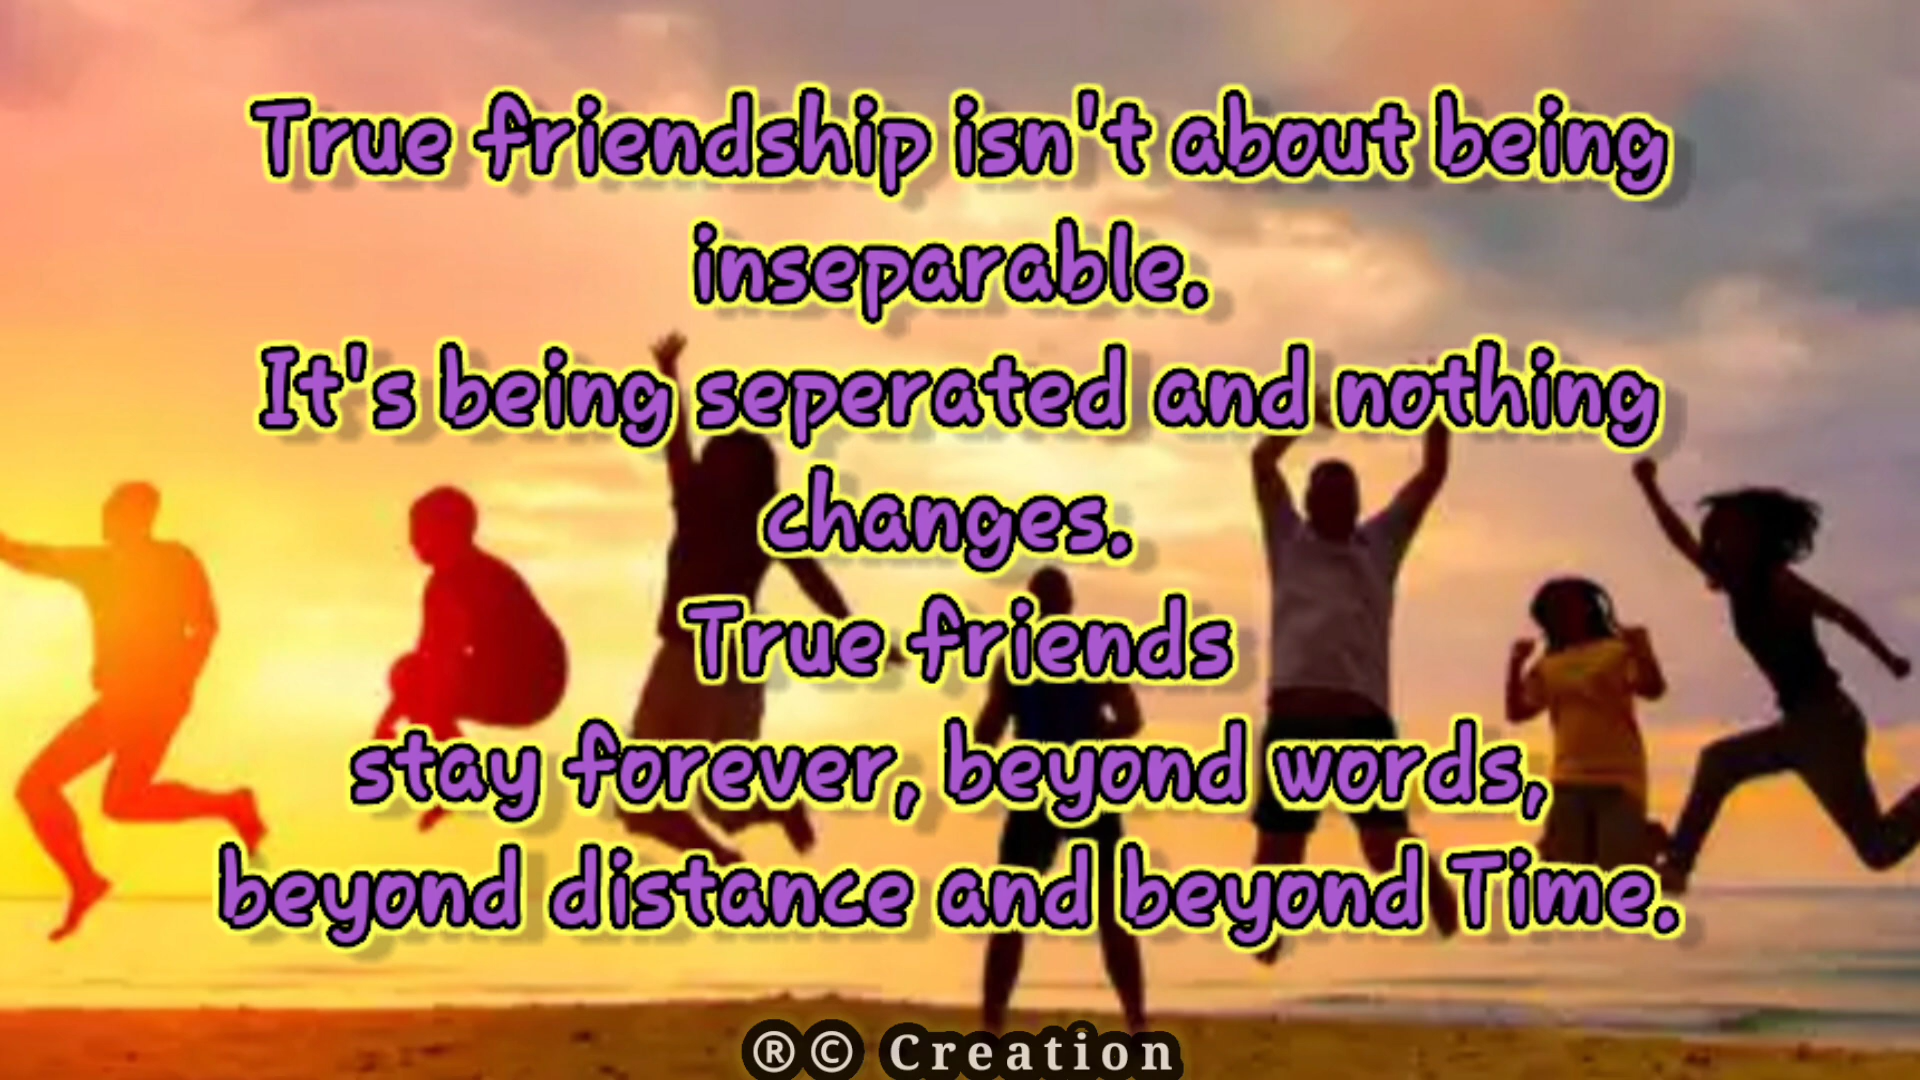 True friendship isn't about being
inseparable.
It's being seperated and nothing
changes.
True friends
stay forever, beyond words,
beyond distance and beyond Time.
®© Creation